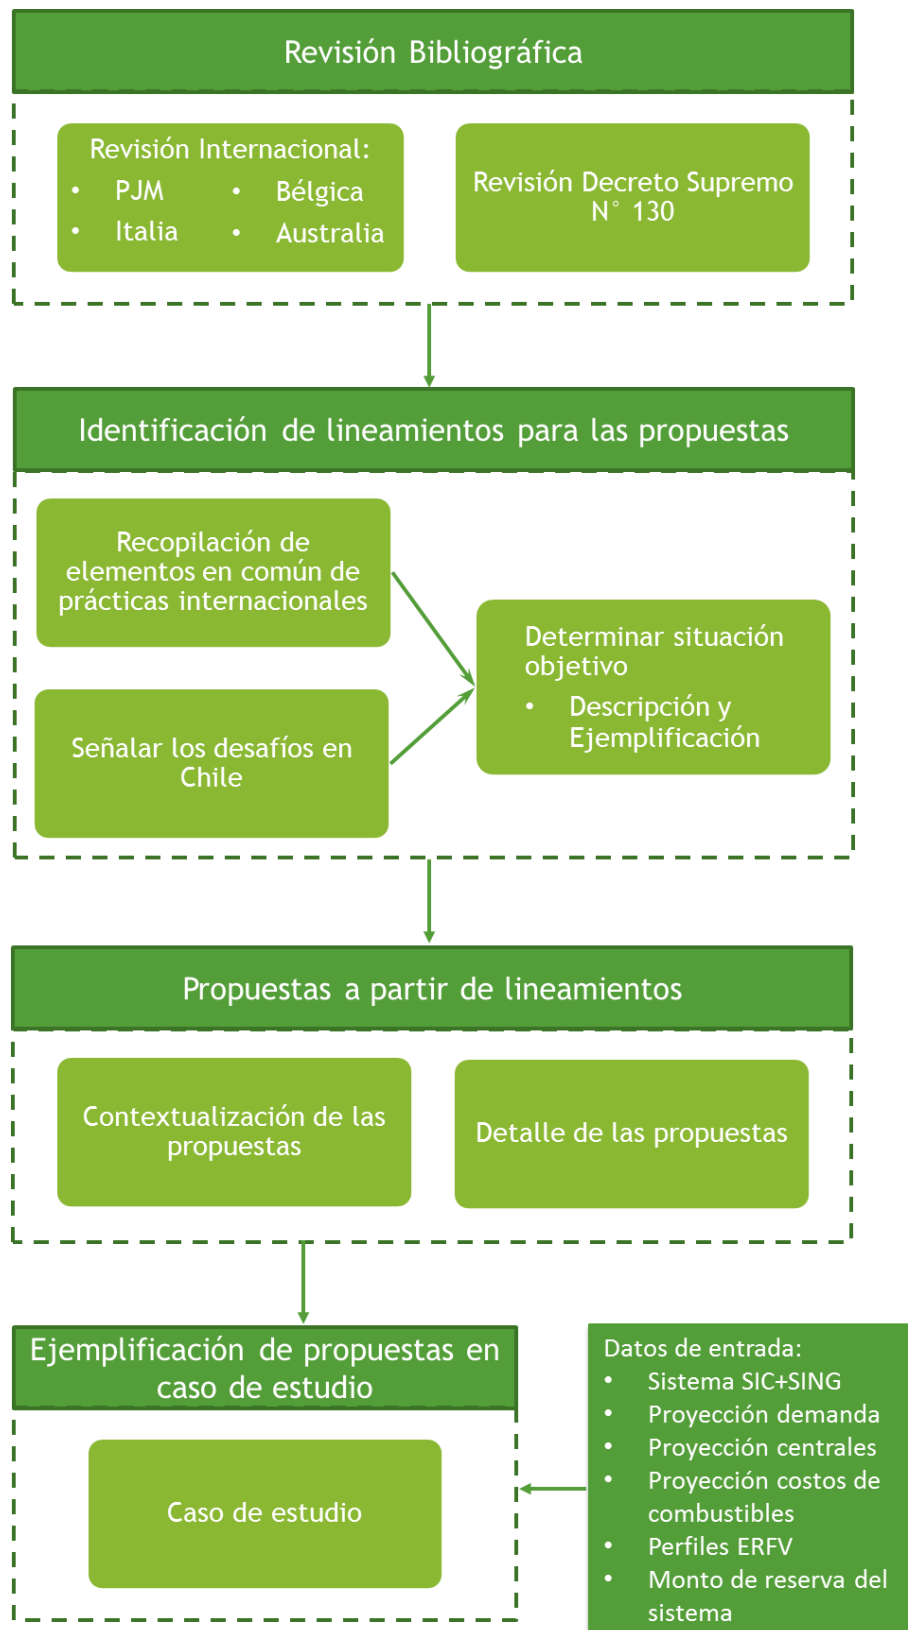 Revisión Bibliográfica
Revisión Internacional:
• PJM
• Italia
• Bélgica
• Australia
Revisión Decreto Supremo
N° 130
Identificación de lineamientos para las propuestas
Recopilación de
elementos en común de
prácticas internacionales
Señalar los desafíos en
Chile
Determinar situación
objetivo
• Descripción y
Ejemplificación
Propuestas a partir de lineamientos
Contextualización de las
propuestas
Detalle de las propuestas
Ejemplificación de propuestas en
caso de estudio
Caso de estudio
Datos de entrada:
• Sistema SIC+SING
• Proyección demanda
• Proyección centrales
• Proyección costos de
combustibles
• Perfiles ERFV
• Monto de reserva del
sistema